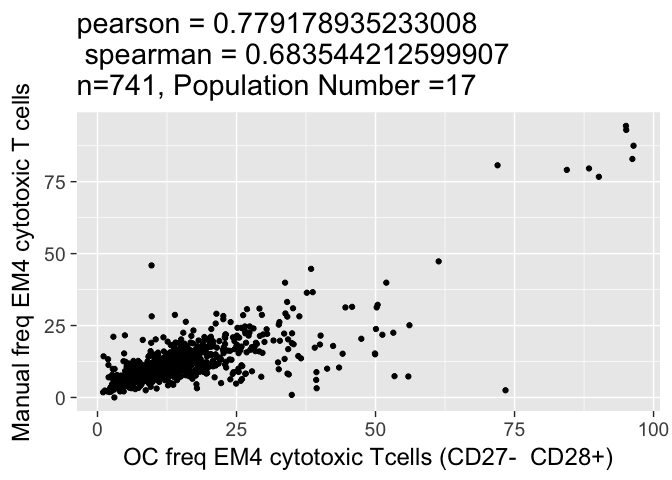 pearson = 0.779178935233008
spearman = 0.683544212599907
n=741, Population Number =17
Manual freq EM4 cytotoxic T cells
75
50
25
0
0 25 50 75 100
OC freq EM4 cytotoxic Tcells (CD27-  CD28+)